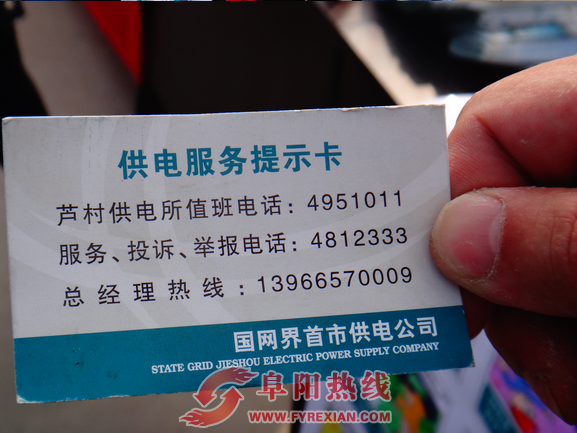 供电服务提示卡
芦村供电所值班电话：4951011
服务、投诉、举报电话：4812333
总经理热线：13966570009
国网界首市供电公司
STATE GRID JIESHOU ELECTRIC POWER SUPPLY COMPANY
阜阳热线
WWW.FYREXIAN.COM